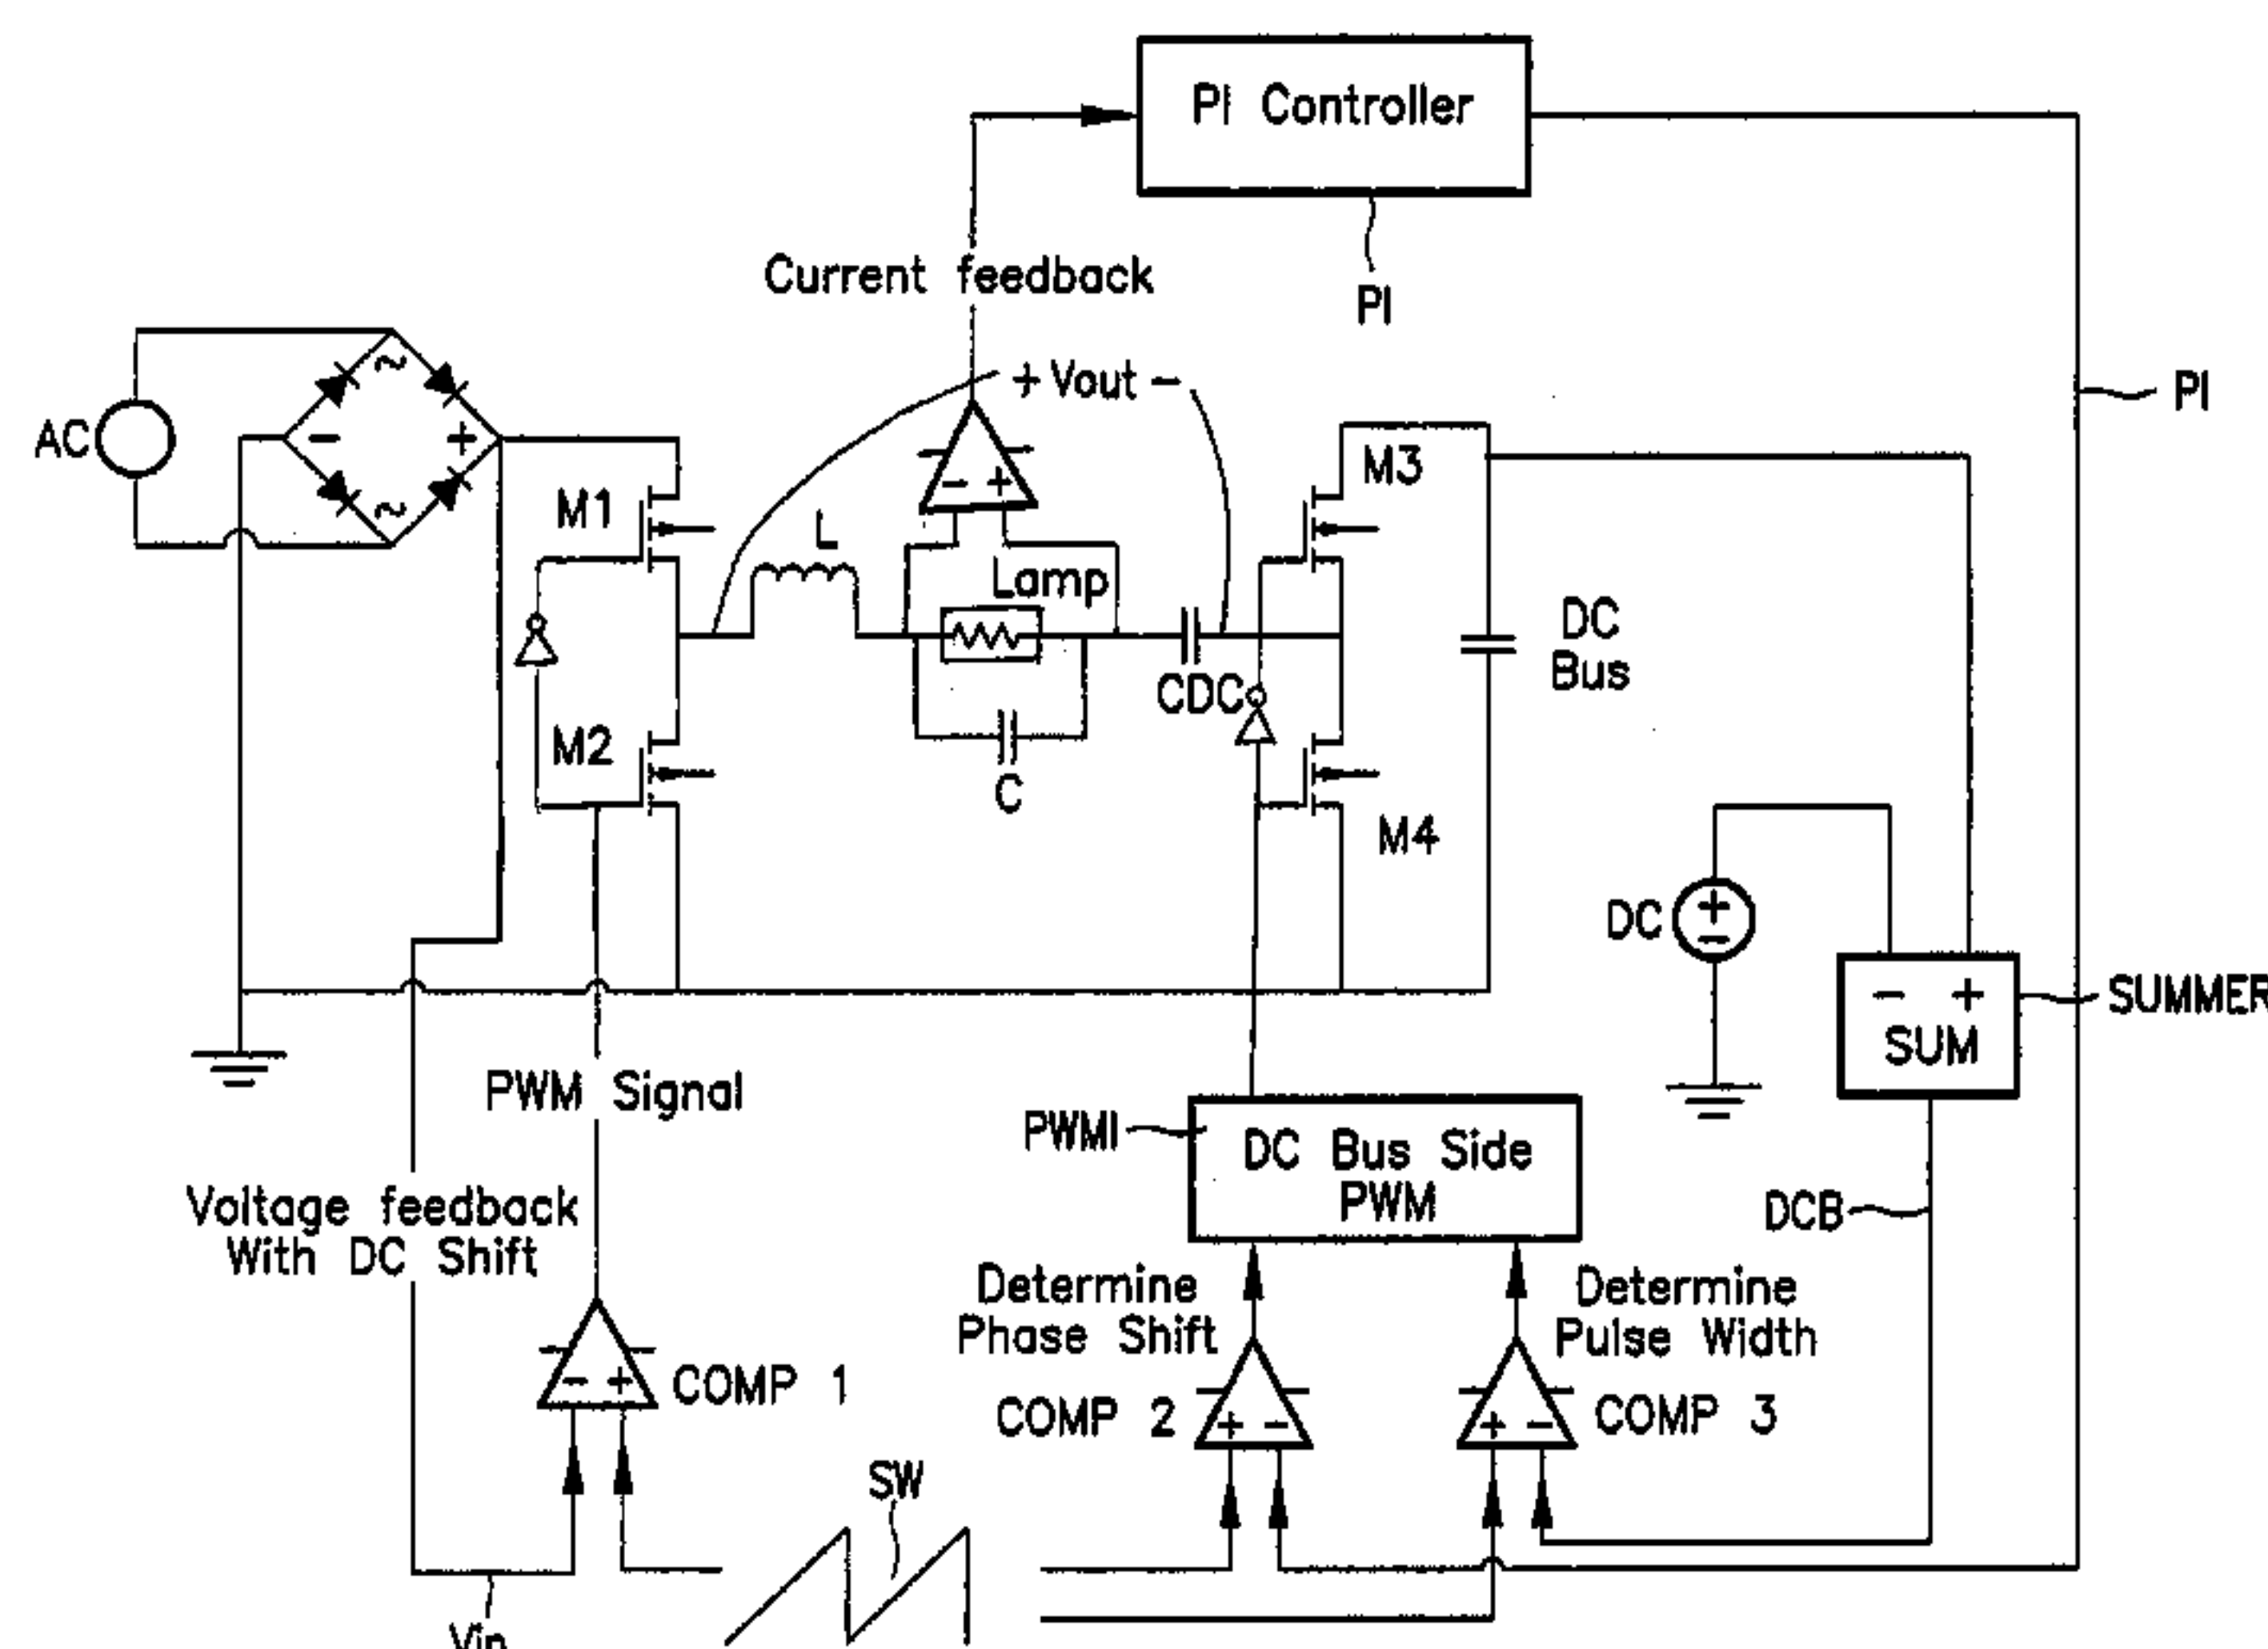 PI Controller
PI
Current feedback
+ Vout -
PI
AC
~
- +
~
M1
M2
L
- +
Lamp
C
CDC
M3
M4
DC
Bus
DC
+
-
- +
SUM
SUMMER
PWM Signal
PWMI
DC Bus Side
PWM
DCB
Voltage feedback
With DC Shift
Determine
Phase Shift
Determine
Pulse Width
- +
COMP 1
COMP 2
+ -
+ -
COMP 3
SW
Vin